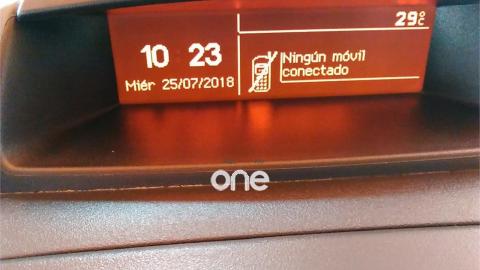 29°C
10 23
Ningún móvil
conectado
Miér 25/07/2018
one